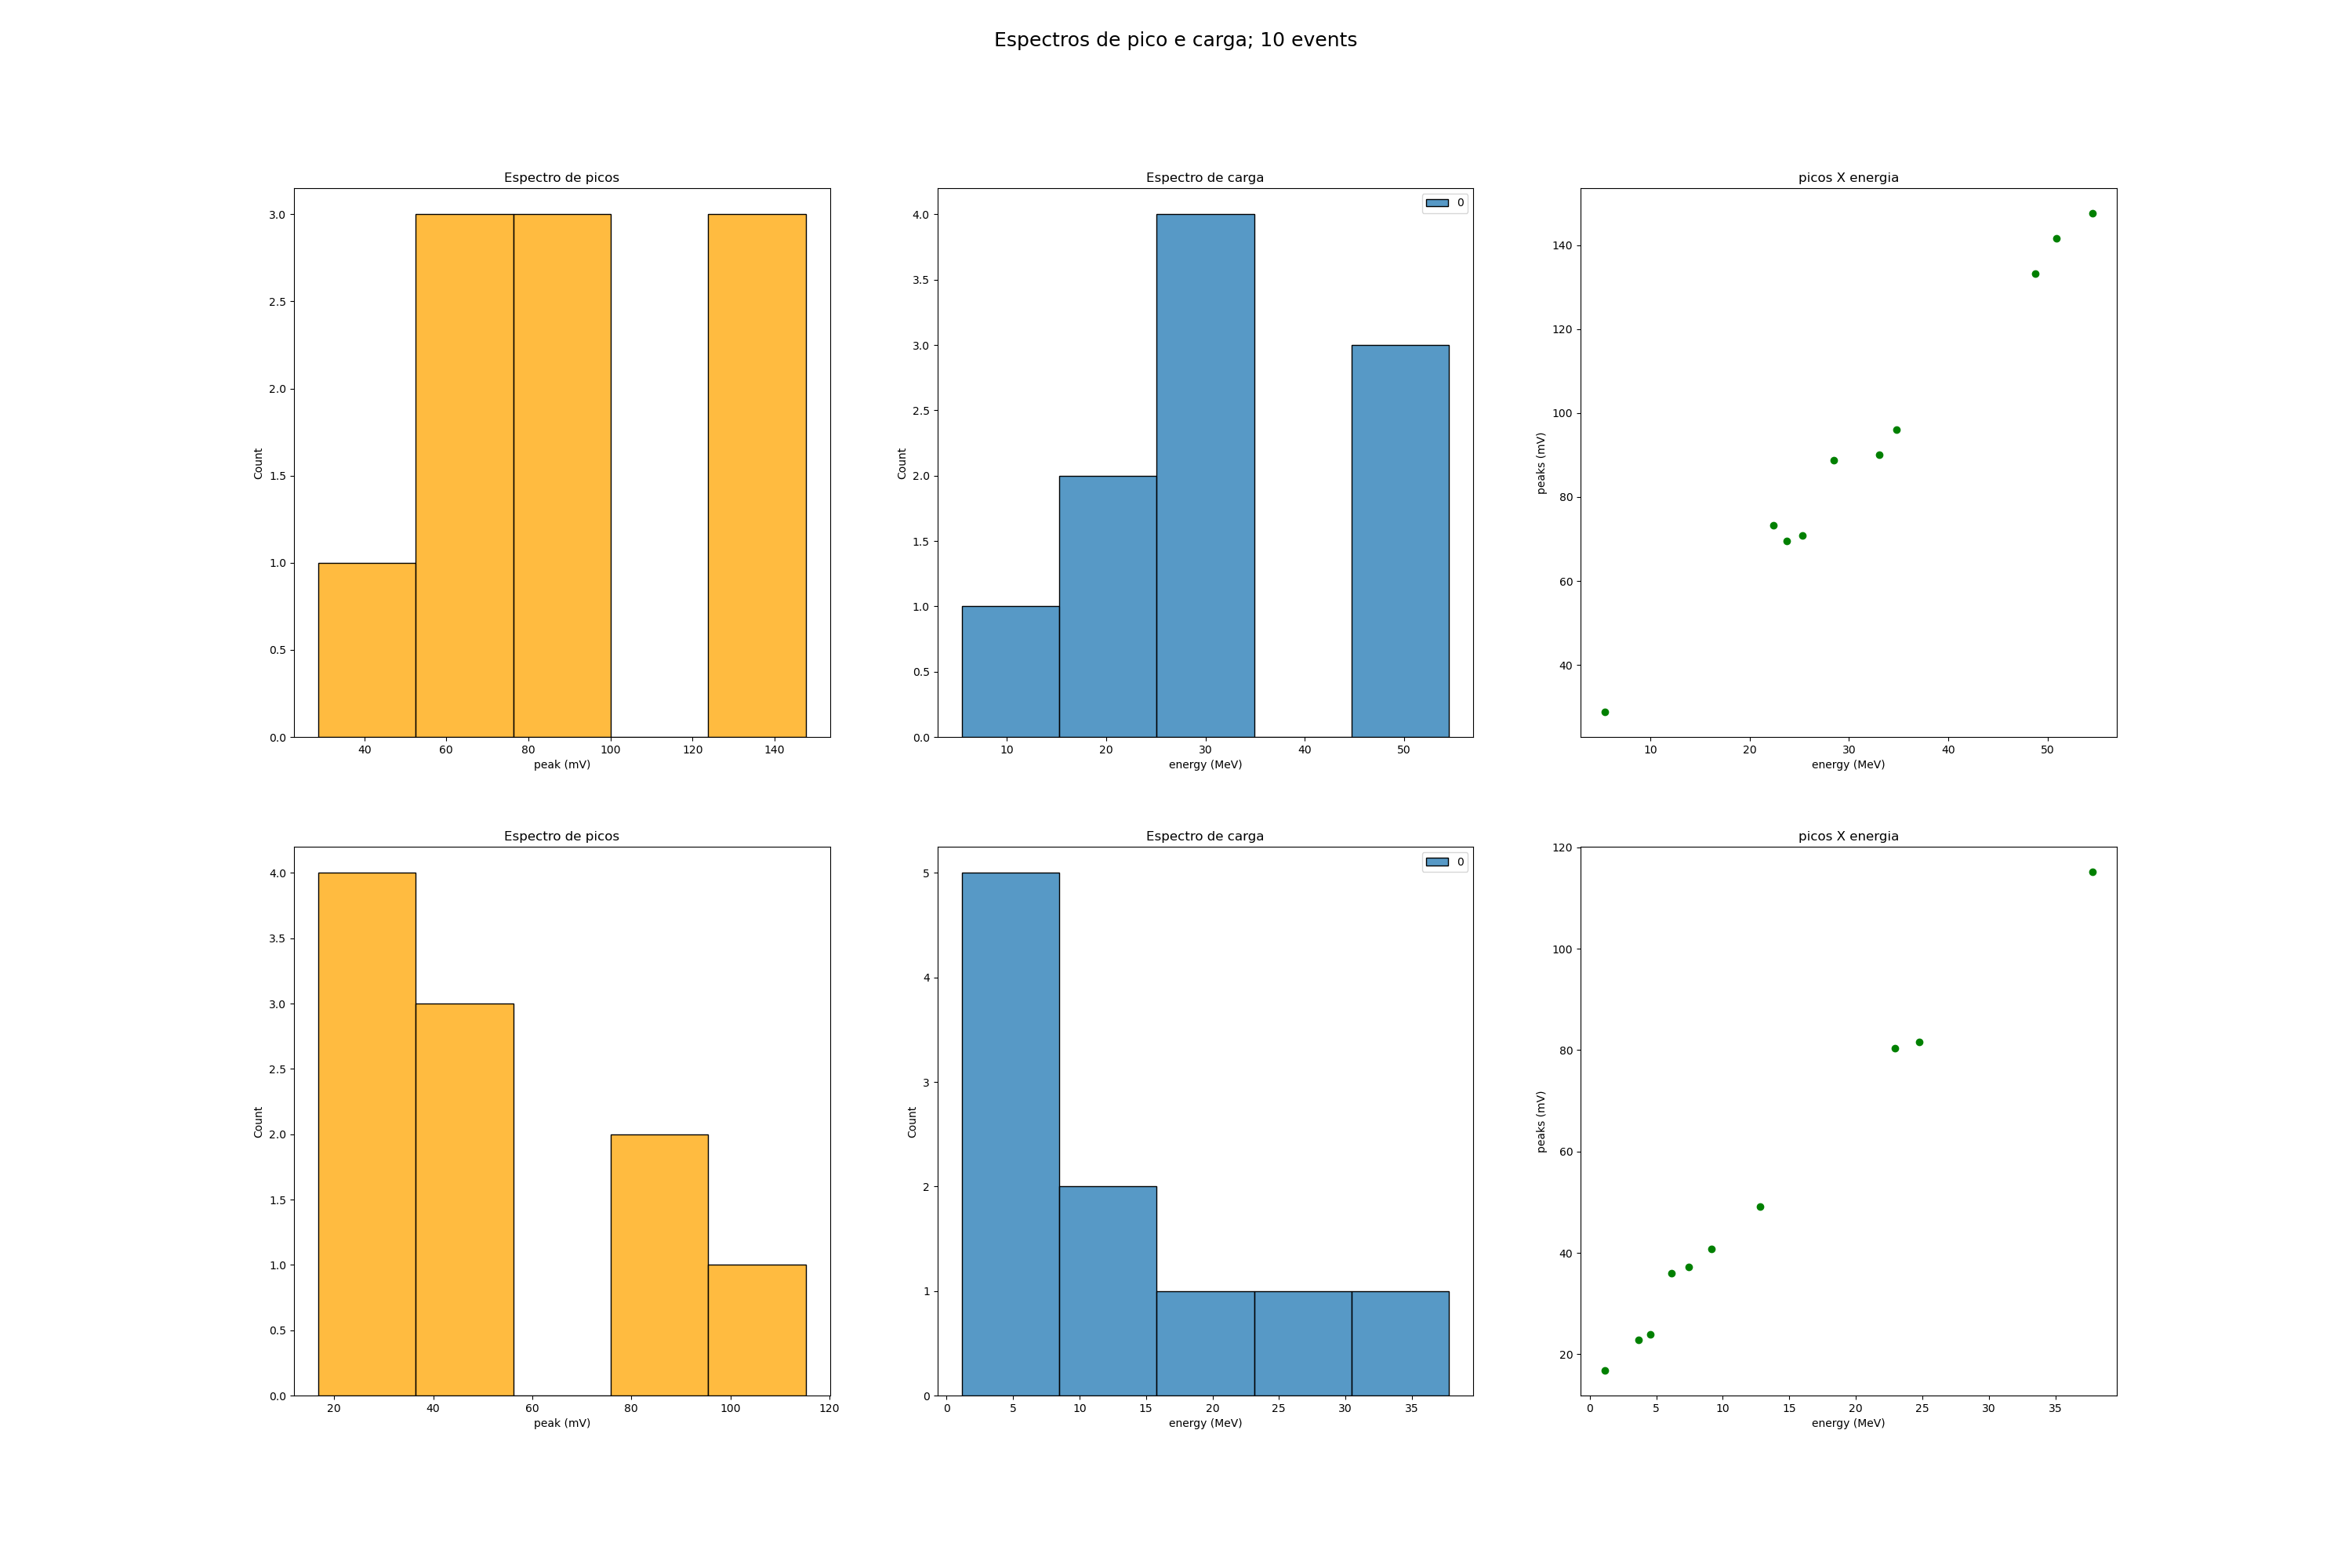 Espectros de pico e carga; 10 events
Espectro de picos
3.0
2.5
2.0
1.5
1.0
0.5
0.0
Count
40 60 80 100 120 140
peak (mV)
Espectro de carga
0
4.0
3.5
3.0
2.5
2.0
1.5
1.0
0.5
0.0
Count
10 20 30 40 50
energy (MeV)
picos X energia
140
120
100
80
60
40
peaks (mV)
10 20 30 40 50
energy (MeV)
Espectro de picos
4.0
3.5
3.0
2.5
2.0
1.5
1.0
0.5
0.0
Count
20 40 60 80 100 120
peak (mV)
Espectro de carga
0
5
4
3
2
1
0
Count
0 5 10 15 20 25 30 35
energy (MeV)
picos X energia
120
100
80
60
40
20
peaks (mV)
0 5 10 15 20 25 30 35
energy (MeV)